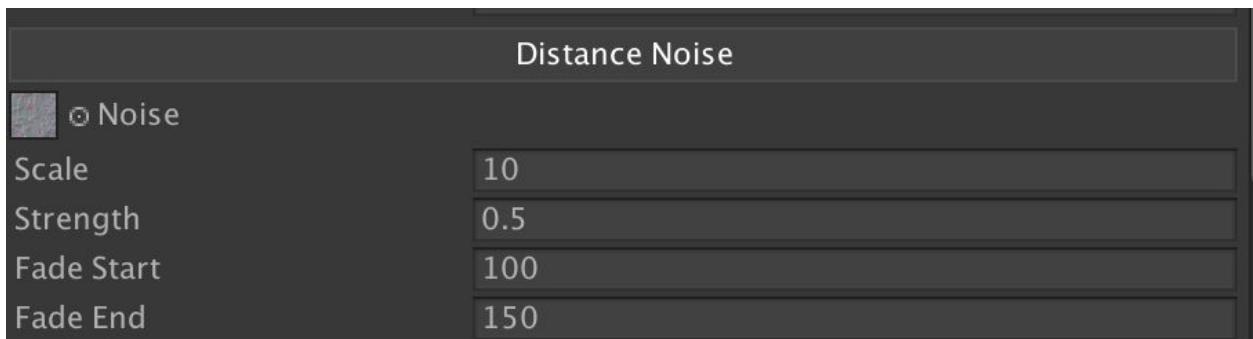 Distance Noise
Noise
Scale 10
Strength 0.5
Fade Start 100
Fade End 150